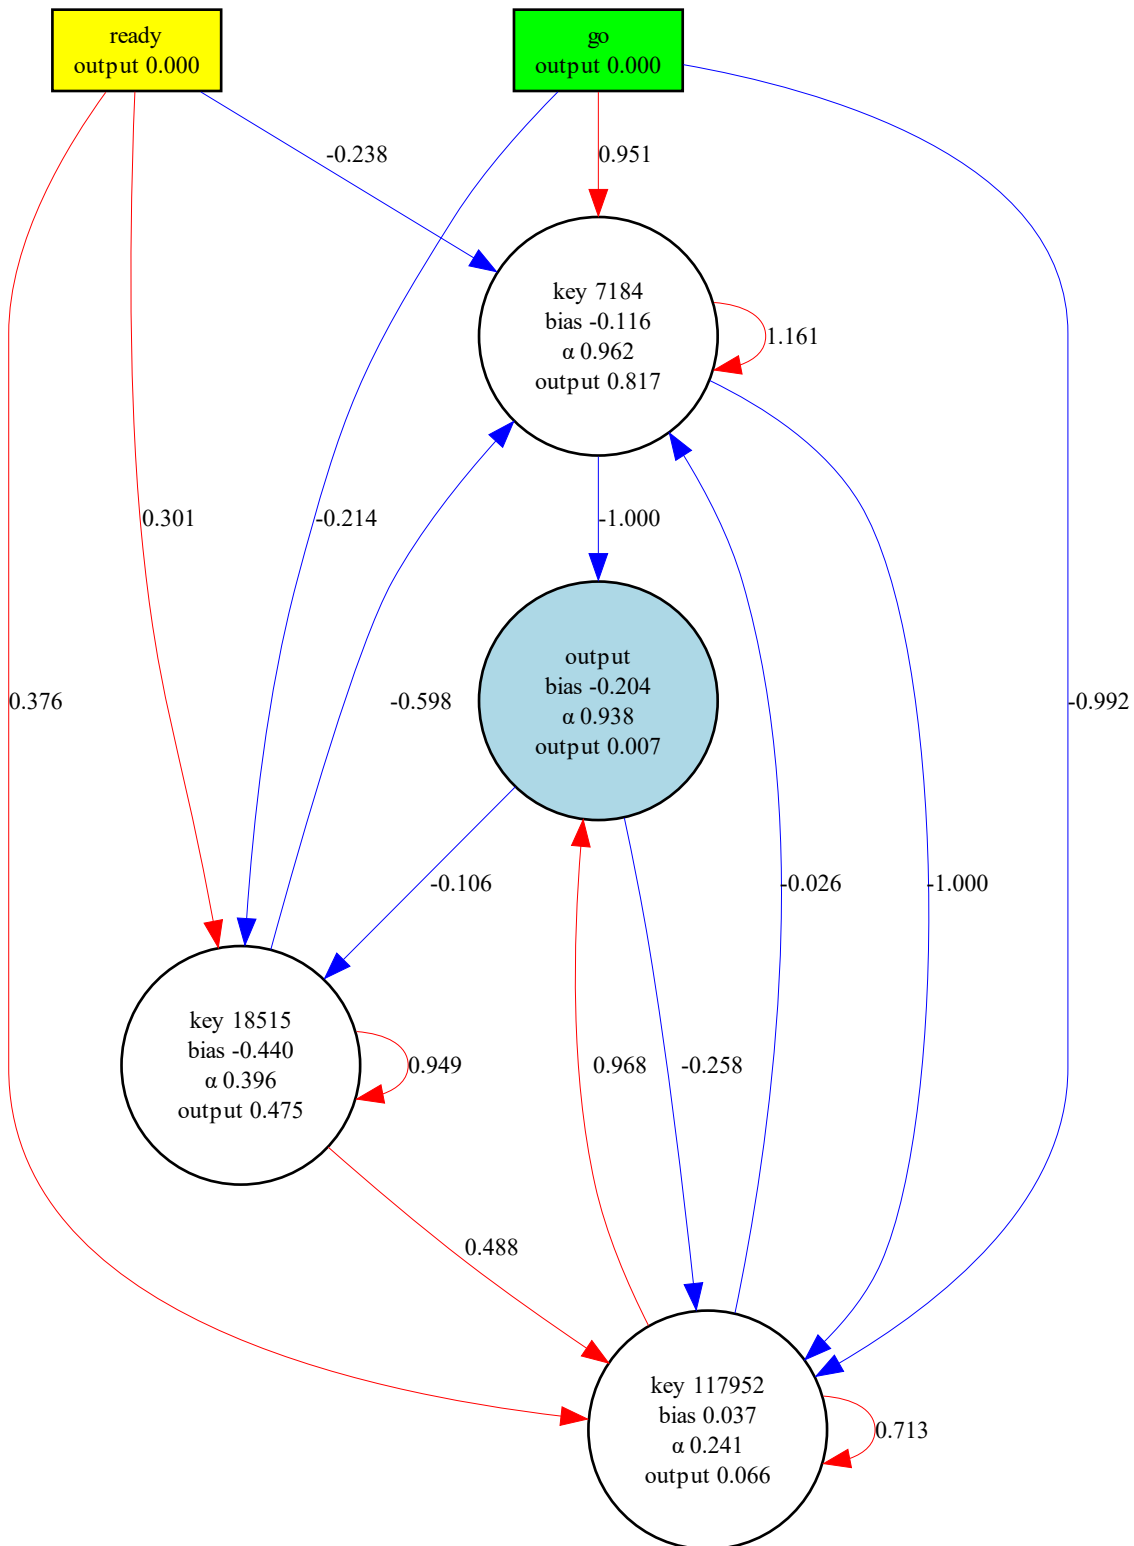 ready
output 0.000
go
output 0.000
-0.238
0.951
key 7184
bias -0.116
α 0.962
output 0.817
1.161
0.301
-0.214
-1.000
output
bias -0.204
α 0.938
output 0.007
0.376
-0.598
-0.992
-0.106
-0.026
-1.000
key 18515
bias -0.440
α 0.396
output 0.475
0.949
0.968
-0.258
0.488
key 117952
bias 0.037
α 0.241
output 0.066
0.713